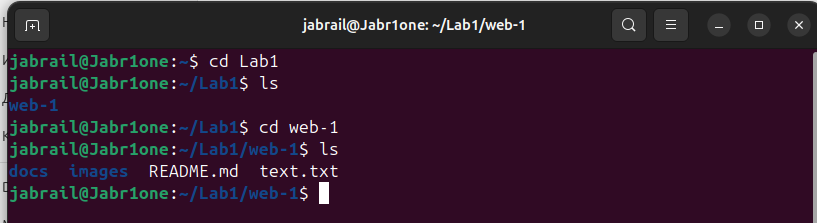 jabrail@Jabr1one: ~/Lab1/web-1
jabrail@Jabr1one:~$ cd Lab1
jabrail@Jabr1one:~/Lab1$ ls
web-1
jabrail@Jabr1one:~/Lab1$ cd web-1
jabrail@Jabr1one:~/Lab1/web-1$ ls
docs  images  README.md  text.txt
jabrail@Jabr1one:~/Lab1/web-1$